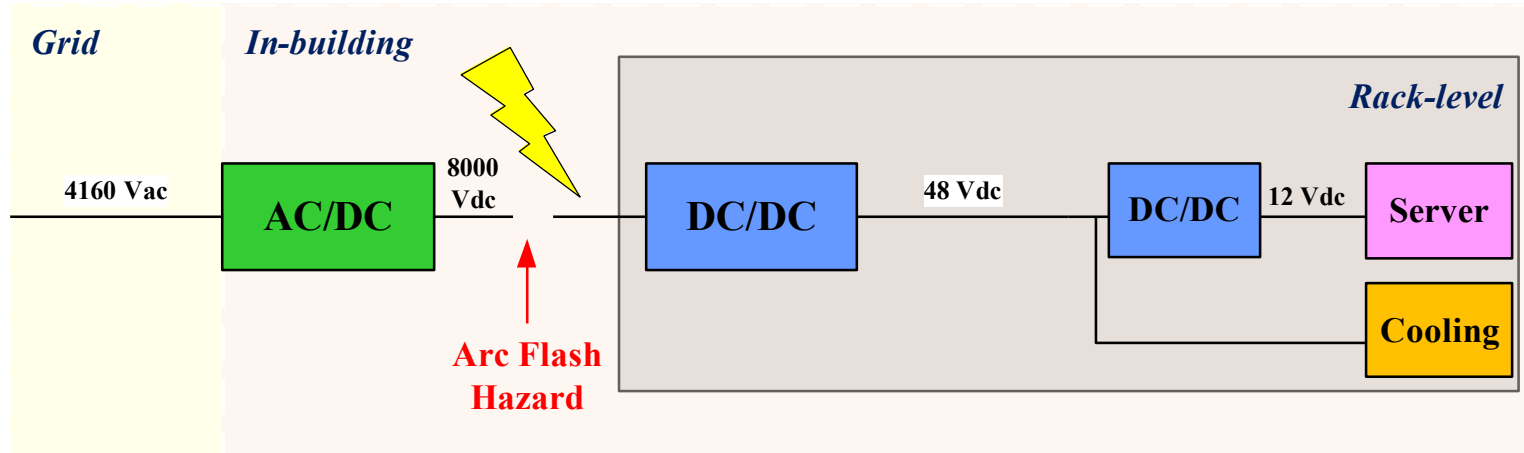 Grid
In-building
Rack-level
4160 Vac
AC/DC
8000
Vdc
DC/DC
48 Vdc
DC/DC
12 Vdc
Server
Cooling
Arc Flash
Hazard